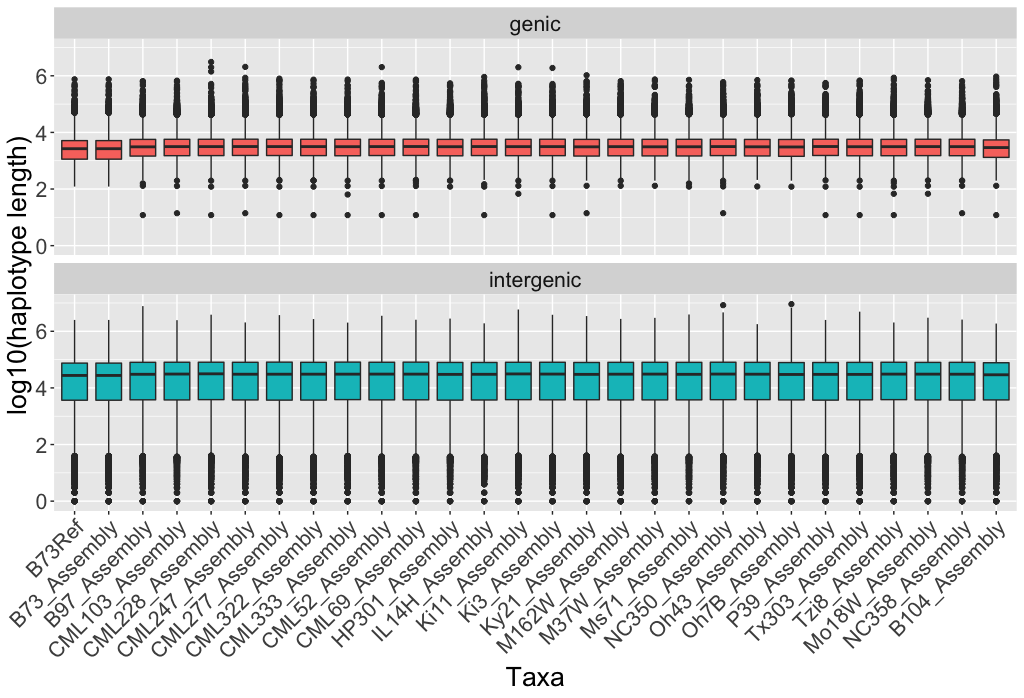 genic
log10(haplotype length)
6
4
2
0
intergenic
6
4
2
0
B73Ref
B73_Assembly
B97_Assembly
CML103_Assembly
CML228_Assembly
CML247_Assembly
CML277_Assembly
CML322_Assembly
CML333_Assembly
CML52_Assembly
CML69_Assembly
HP301_Assembly
IL14H_Assembly
Ki11_Assembly
Ki3_Assembly
Ky21_Assembly
M162W_Assembly
M37W_Assembly
Ms71_Assembly
NC350_Assembly
Oh43_Assembly
Oh7B_Assembly
P39_Assembly
Tx303_Assembly
Tzi8_Assembly
Mo18W_Assembly
NC358_Assembly
B104_Assembly
Taxa